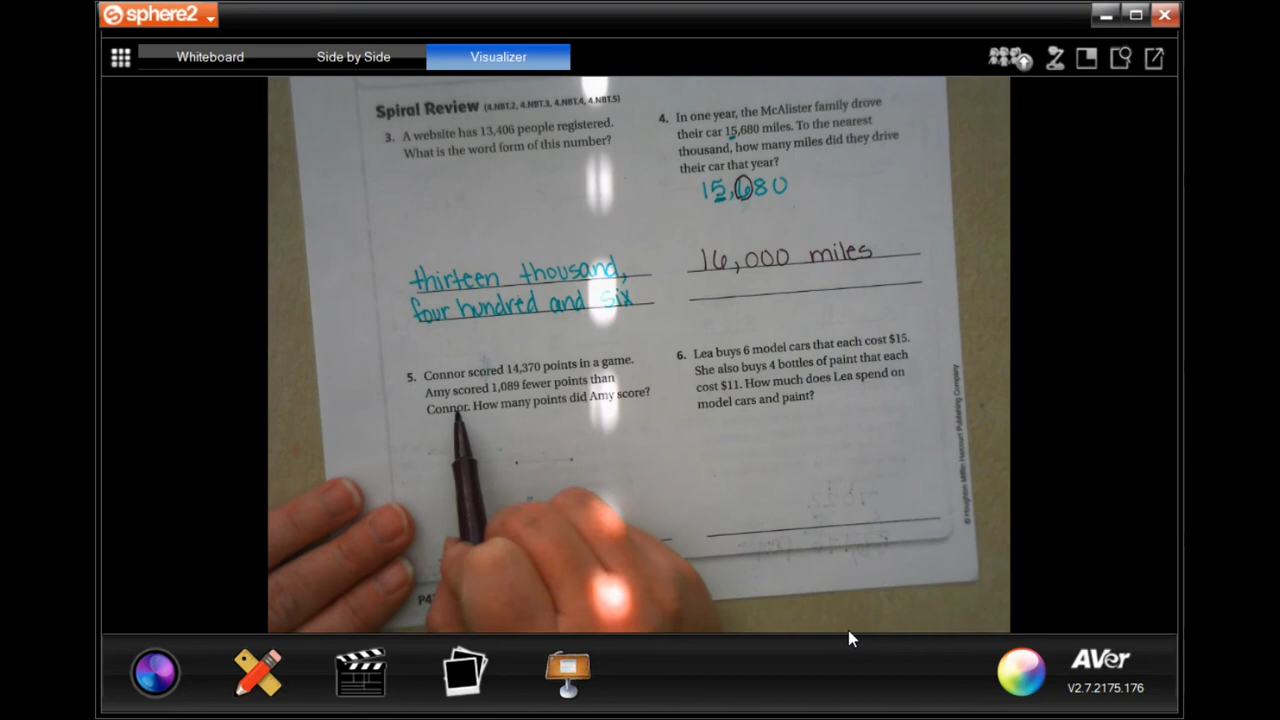 sphere2
Whiteboard
Side by Side
Visualizer
Spiral Review (4.NBT.2, 4.NBT.3, 4.NBT.4, 4.NBT.5)
3. A website has 13,406 people registered.
What is the word form of this number?
thirteen thousand,
four hundred and six
4. In one year, the McAlister family drove
their car 15,680 miles. To the nearest
thousand, how many miles did they drive
their car that year?
15,680
16,000 miles
5. Connor scored 14,370 points in a game.
Amy scored 1,089 fewer points than
Connor. How many points did Amy score?
6. Lea buys 6 model cars that each cost $15.
She also buys 4 bottles of paint that each
cost $11. How much does Lea spend on
model cars and paint?
© Houghton Mifflin Harcourt Publishing Company
AVer
V2.7.2175.176